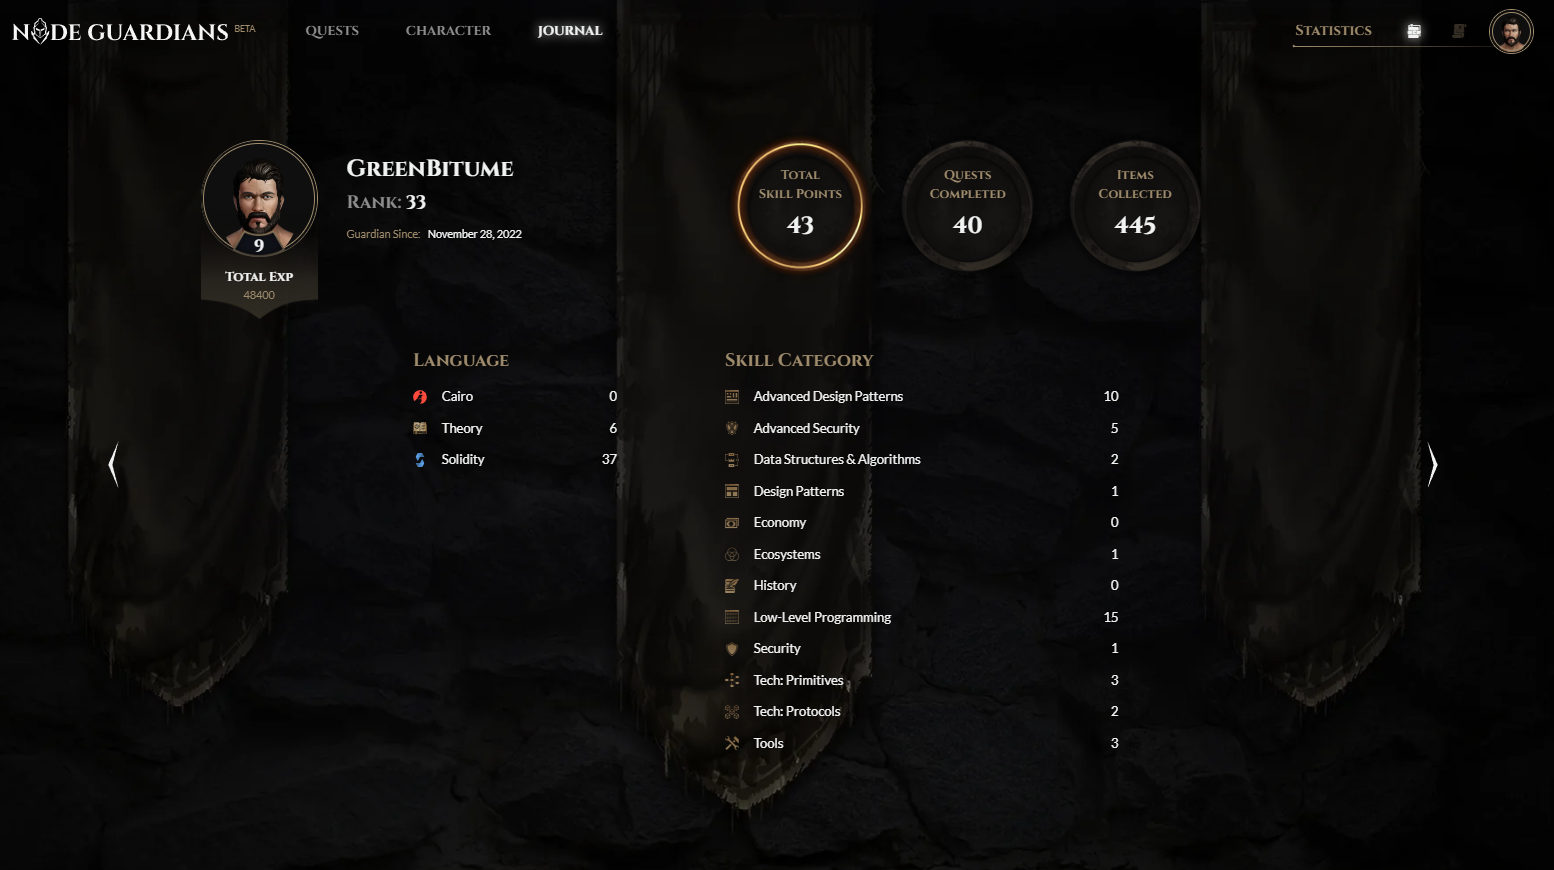 NODE GUARDIANS BETA
QUESTS
CHARACTER
JOURNAL
STATISTICS
GREENBITUME
RANK: 33
Guardian Since: November 28, 2022
9
TOTAL EXP
48400
TOTAL
SKILL POINTS
43
QUESTS
COMPLETED
40
ITEMS
COLLECTED
445
LANGUAGE
Cairo 0
Theory 6
Solidity 37
SKILL CATEGORY
Advanced Design Patterns 10
Advanced Security 5
Data Structures & Algorithms 2
Design Patterns 1
Economy 0
Ecosystems 1
History 0
Low-Level Programming 15
Security 1
Tech: Primitives 3
Tech: Protocols 2
Tools 3